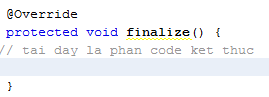 @Override
protected void finalize() {
// tai day la phan code ket thuc
}